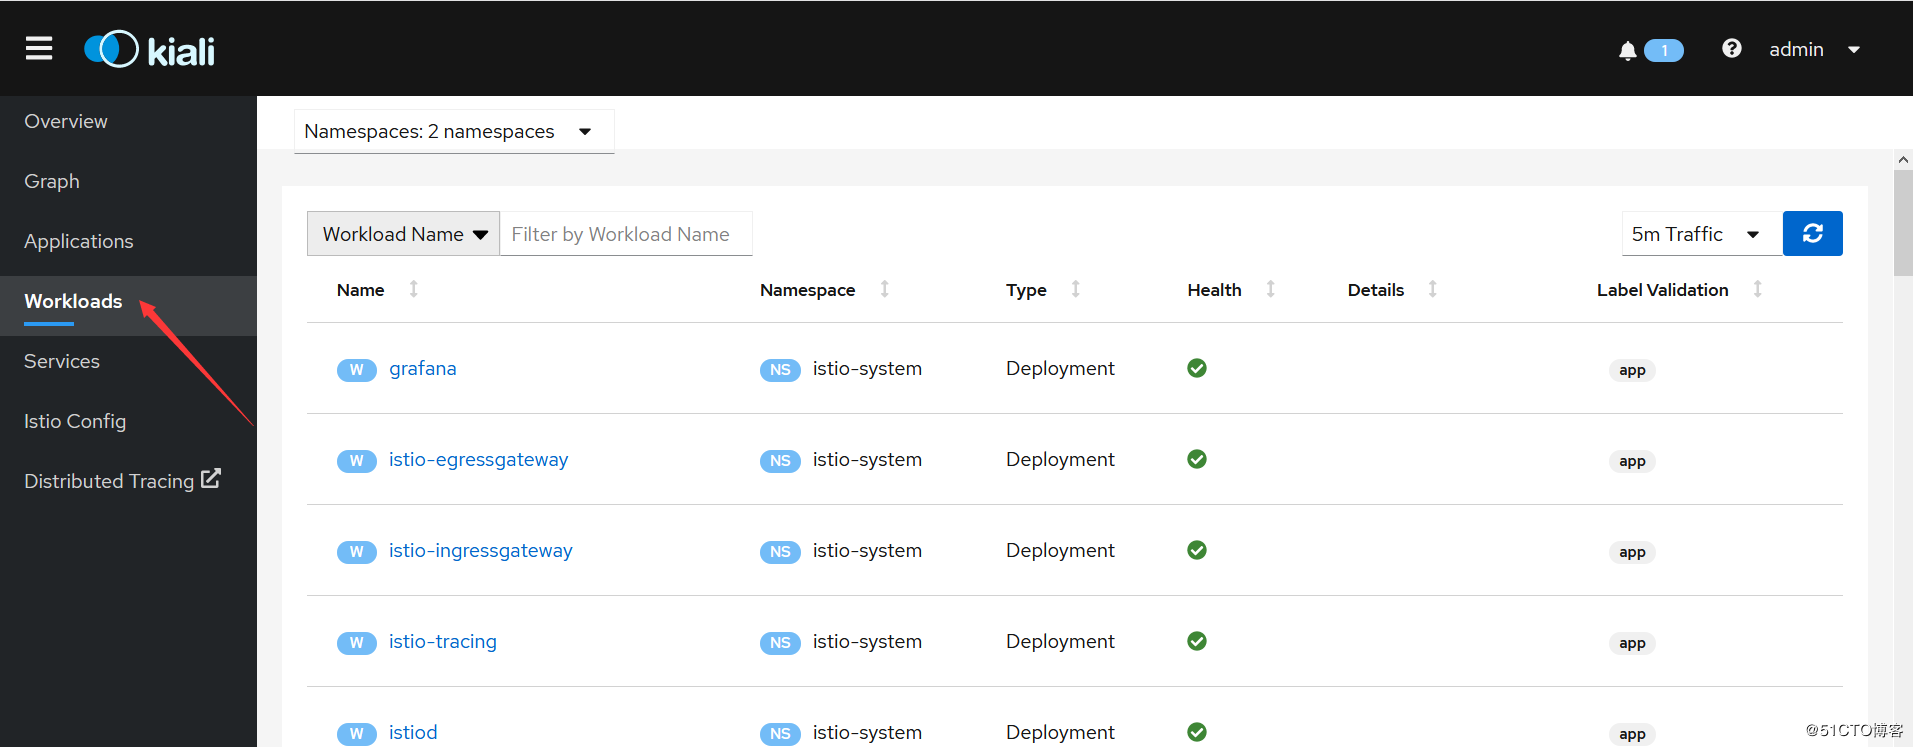 kiali
1
admin
Overview
Graph
Applications
Workloads
Services
Istio Config
Distributed Tracing
Namespaces: 2 namespaces
Workload Name Filter by Workload Name 5m Traffic
Name Namespace Type Health Details Label Validation
W grafana NS istio-system Deployment app
W istio-egressgateway NS istio-system Deployment app
W istio-ingressgateway NS istio-system Deployment app
W istio-tracing NS istio-system Deployment app
W istiod NS istio-system Deployment app
@51CTO博客